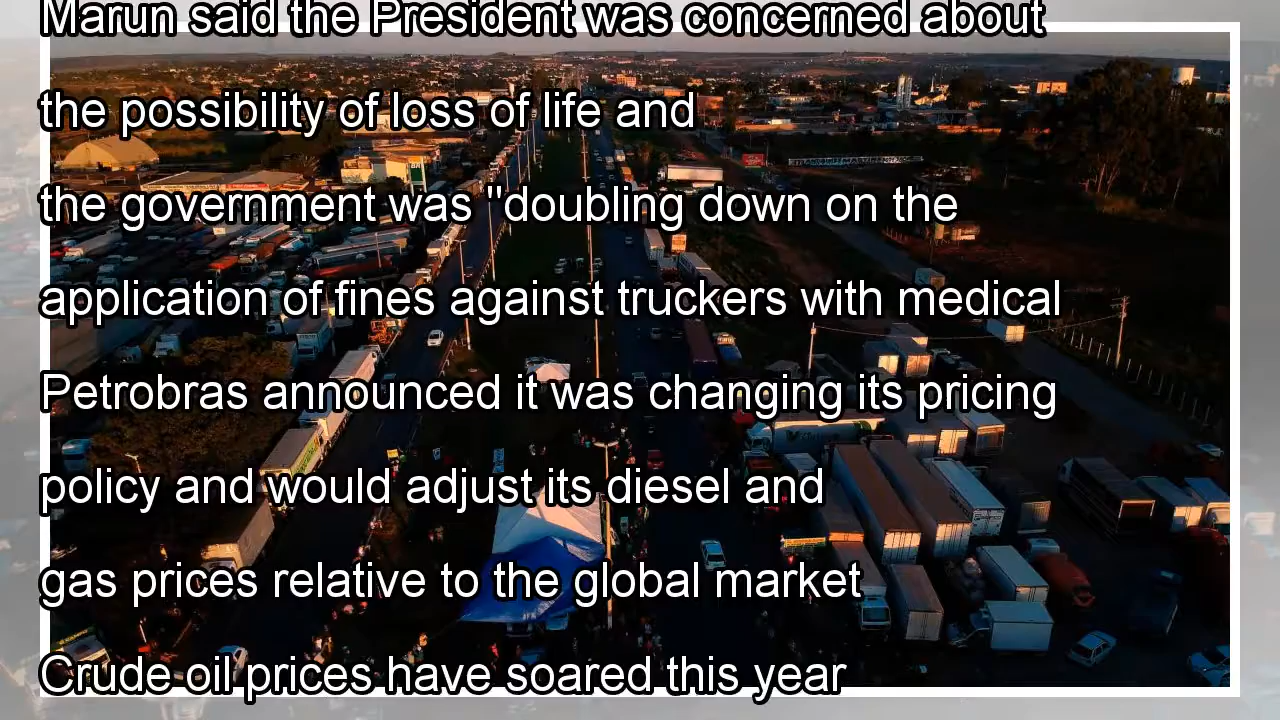 Marun said the President was concerned about
the possibility of loss of life and
the government was "doubling down on the
application of fines against truckers with medical
Petrobras announced it was changing its pricing
policy and would adjust its diesel and
gas prices relative to the global market
Crude oil prices have soared this year